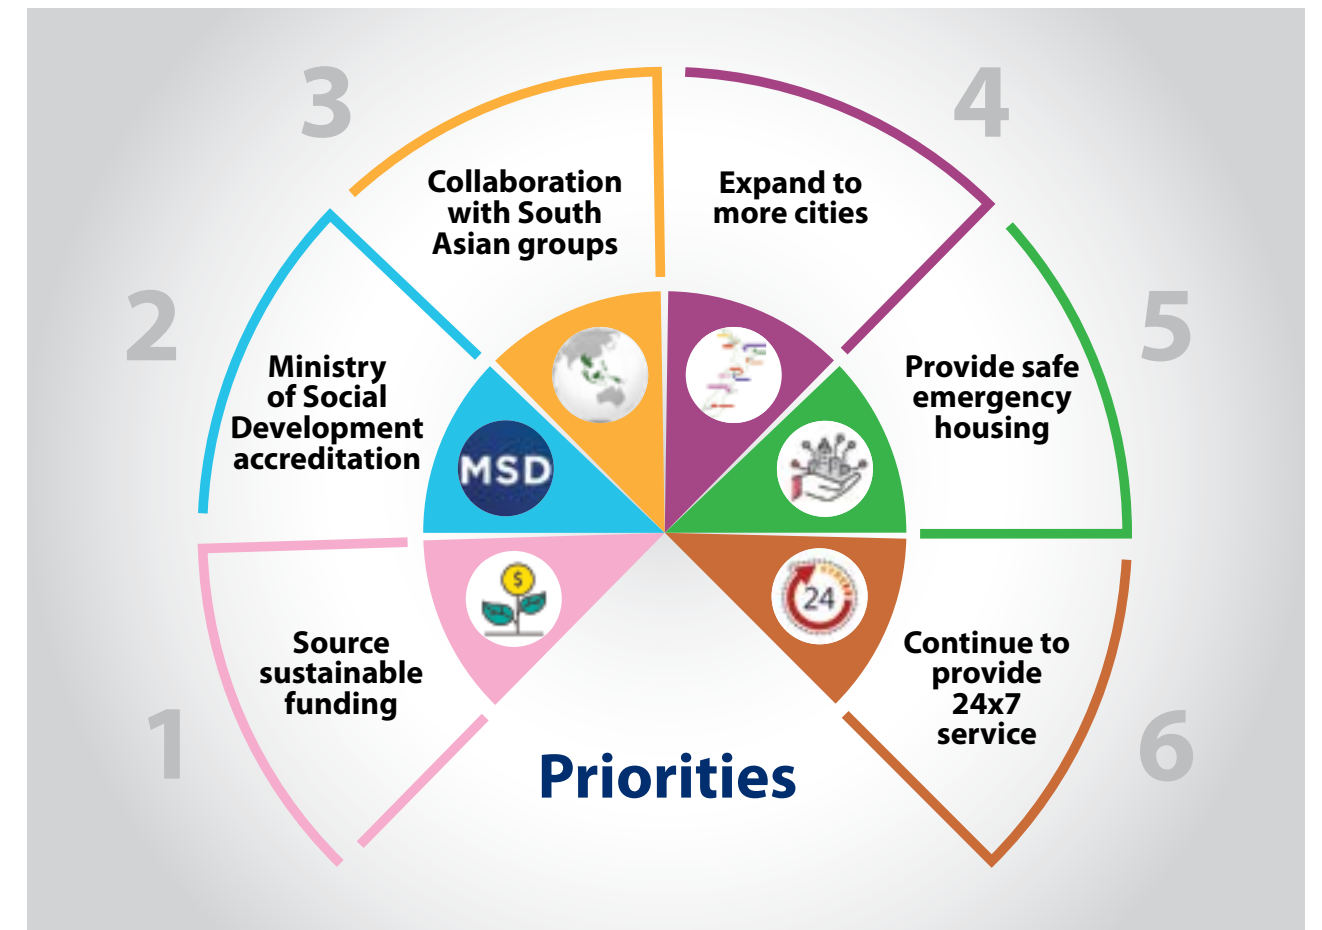 1
Source
sustainable
funding
2
Ministry
of Social
Development
accreditation
MSD
3
Collaboration
with South
Asian groups
4
Expand to
more cities
5
Provide safe
emergency
housing
6
Continue to
provide
24x7
service
24
$
Priorities